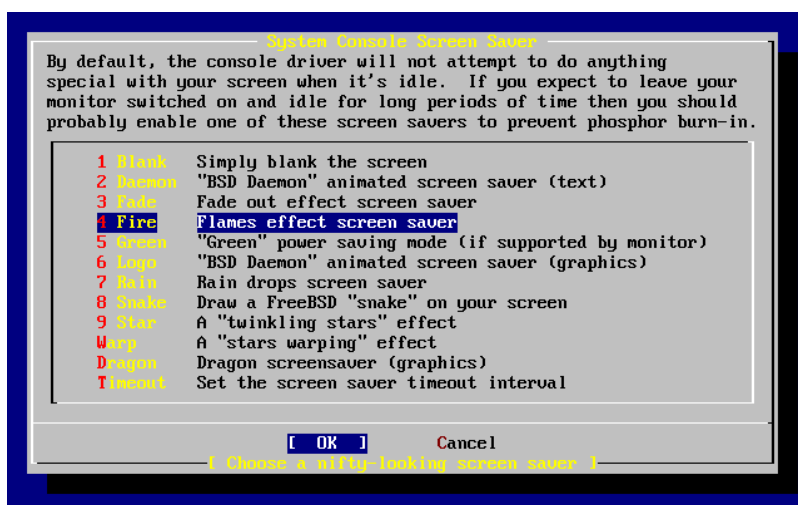 System Console Screen Saver
By default, the console driver will not attempt to do anything
special with your screen when it's idle.  If you expect to leave your
monitor switched on and idle for long periods of time then you should
probably enable one of these screen savers to prevent phosphor burn-in.
1 Blank Simply blank the screen
2 Daemon "BSD Daemon" animated screen saver (text)
3 Fade Fade out effect screen saver
4 Fire Flames effect screen saver
5 Green "Green" power saving mode (if supported by monitor)
6 Logo "BSD Daemon" animated screen saver (graphics)
7 Rain Rain drops screen saver
8 Snake Draw a FreeBSD "snake" on your screen
9 Star A "twinkling stars" effect
Warp A "stars warping" effect
Dragon Dragon screensaver (graphics)
Timeout Set the screen saver timeout interval
[ OK ] Cancel
[ Choose a nifty-looking screen saver ]